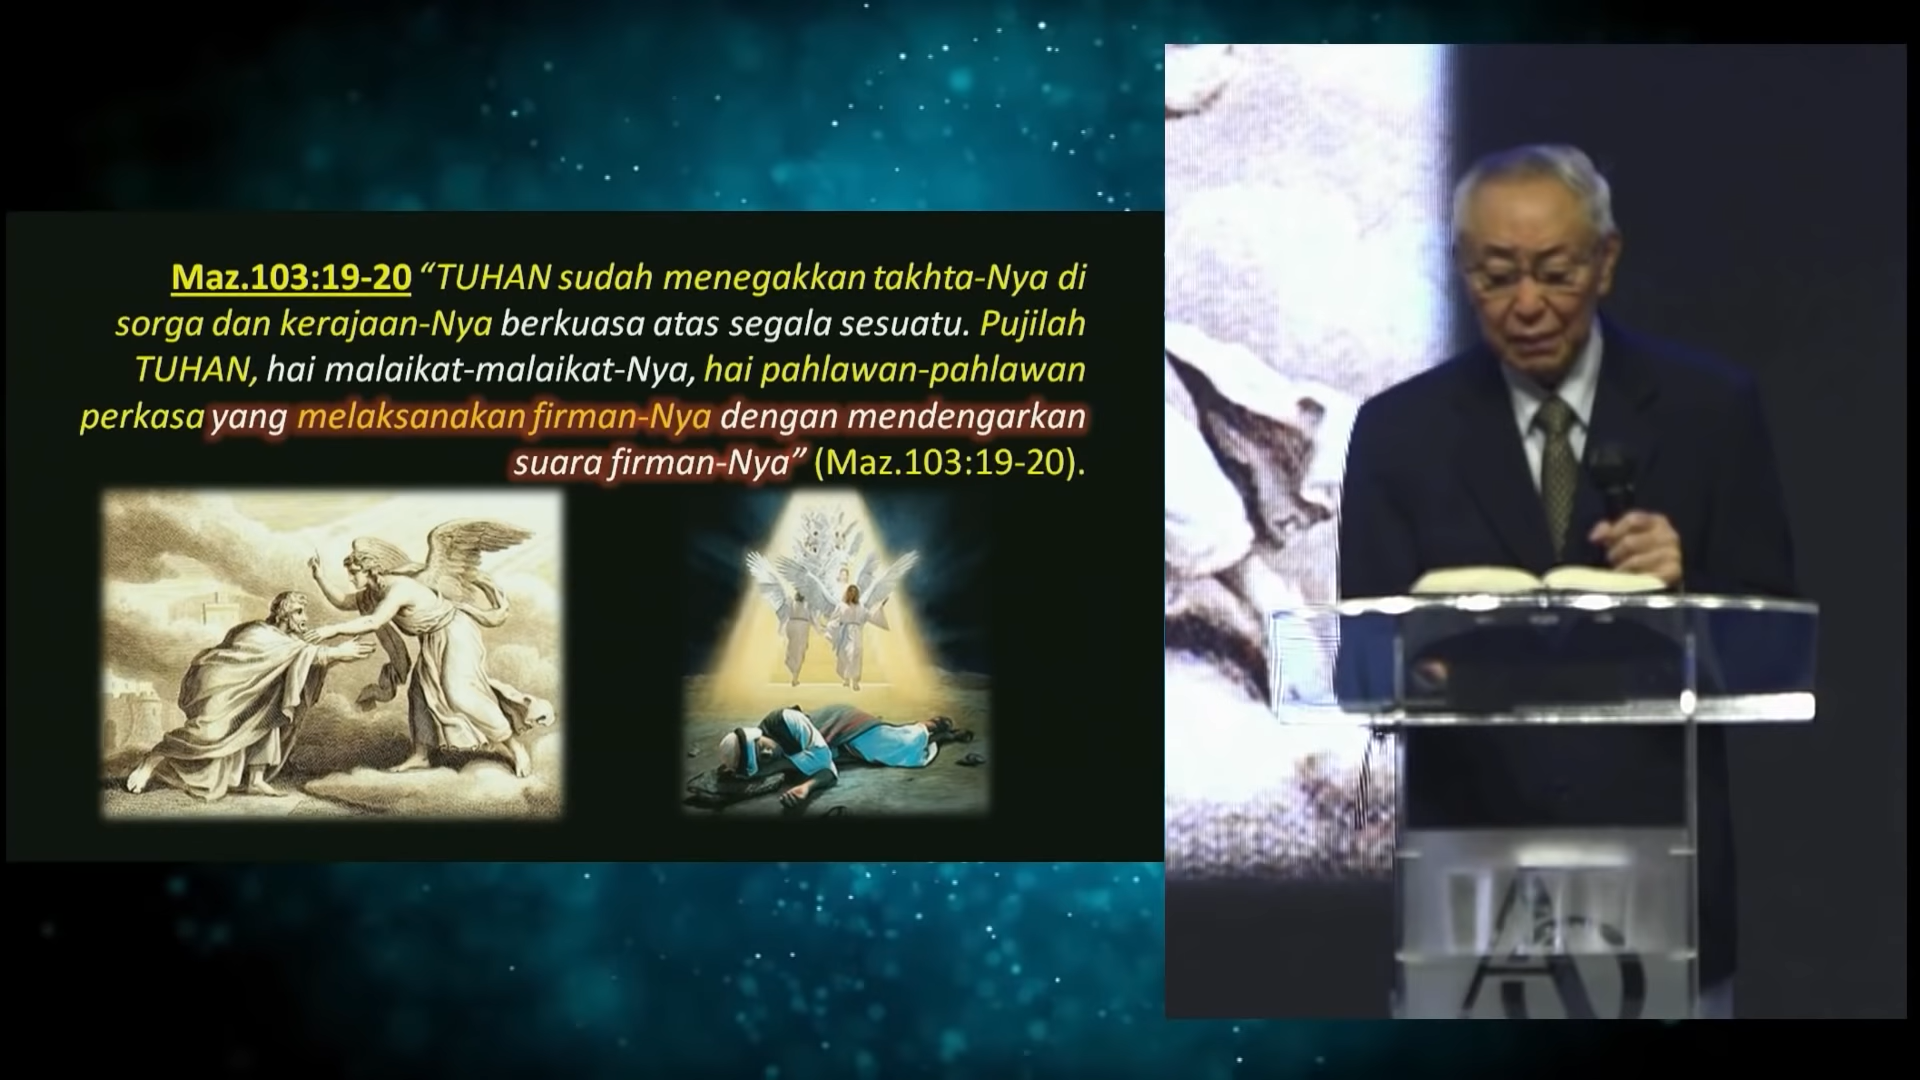 Maz.103:19-20 “TUHAN sudah menegakkan takhta-Nya di
sorga dan kerajaan-Nya berkuasa atas segala sesuatu. Pujilah
TUHAN, hai malaikat-malaikat-Nya, hai pahlawan-pahlawan
perkasa yang melaksanakan firman-Nya dengan mendengarkan
suara firman-Nya” (Maz.103:19-20).